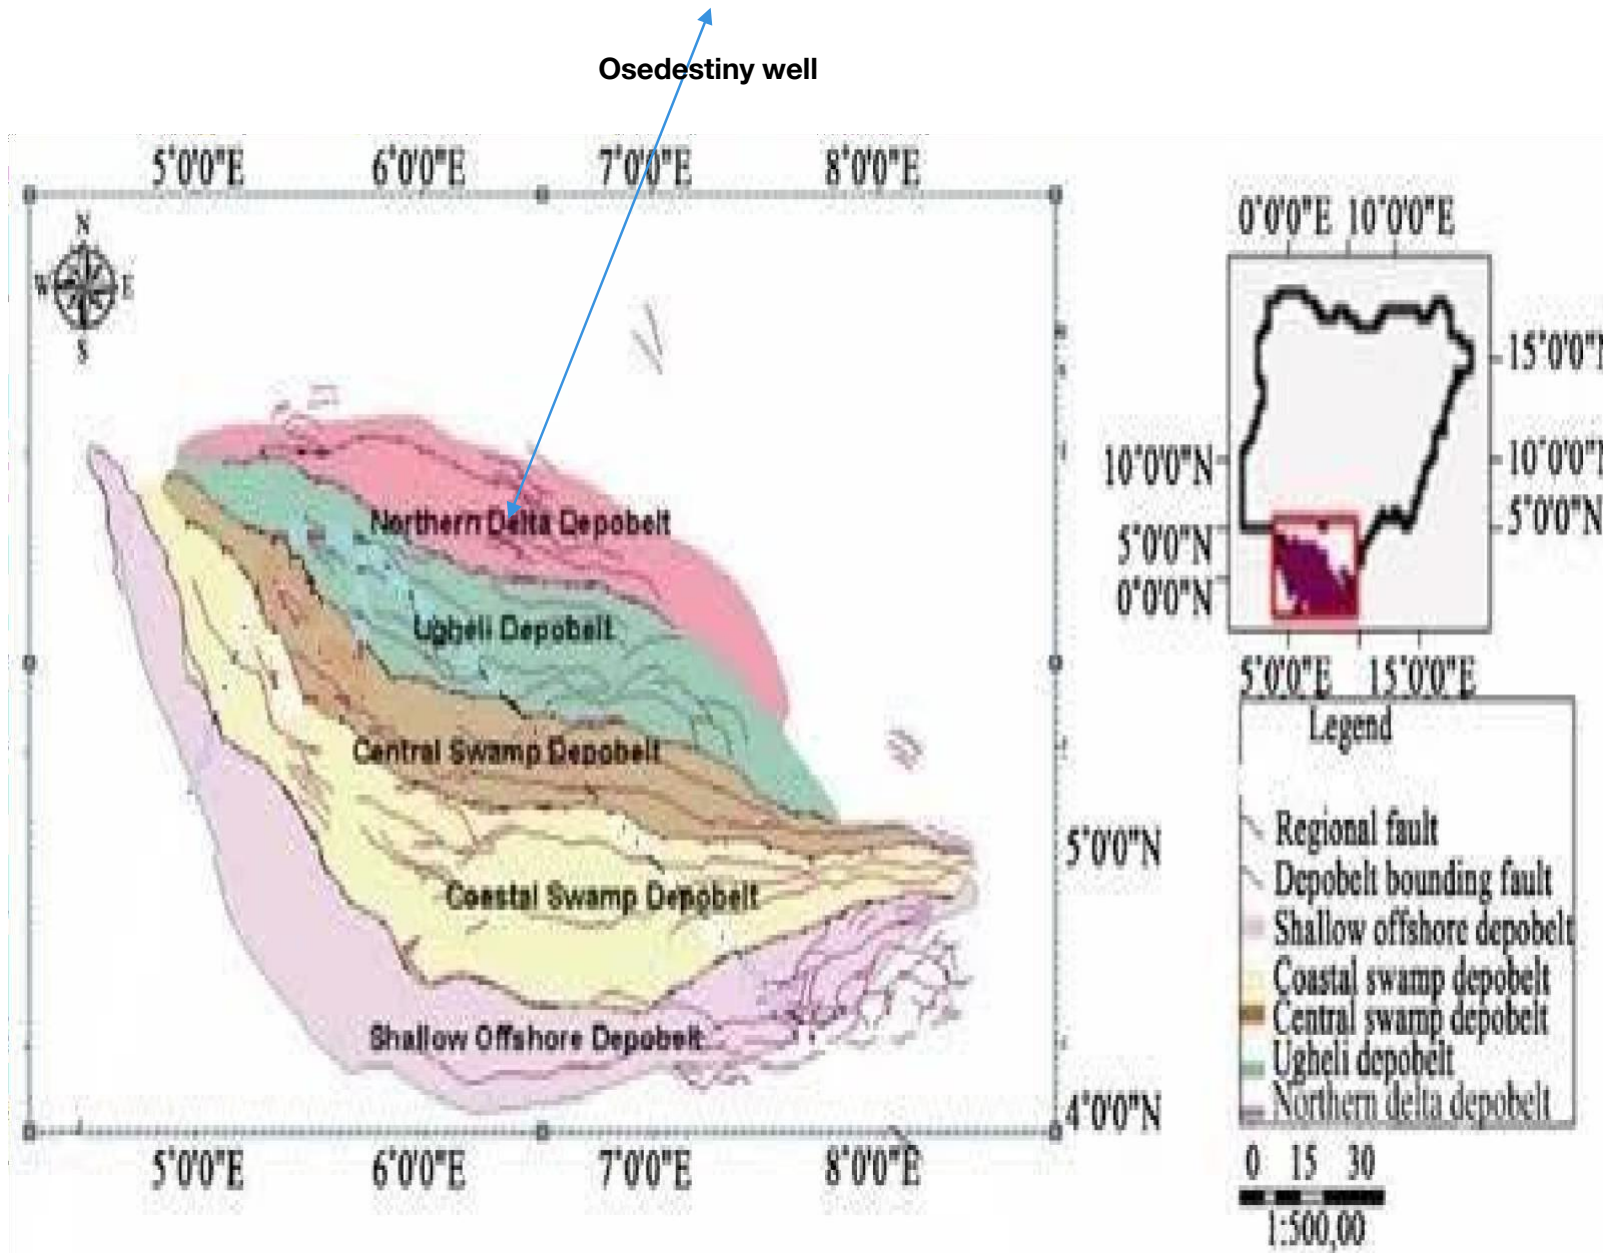 Osedestiny well
5°0'0"E 6°0'0"E 7°0'0"E 8°0'0"E
N
W E
S
0°0'0"E 10°0'0"E
15°0'0"N
10°0'0"N 10°0'0"N
5°0'0"N
5°0'0"N
0°0'0"N
5°0'0"E 15°0'0"E
Northern Delta Depobelt
Ugheli Depobelt
Central Swamp Depobelt
Coestal Swamp Depobelt
Shallow Offshore Depobelt
5°0'0"N
4°0'0"N
5°0'0"E 6°0'0"E 7°0'0"E 8°0'0"E
Legend
Regional fault
Depobelt bounding fault
Shallow offshore depobelt
Coastal swamp depobelt
Central swamp depobelt
Ugheli depobelt
Northern delta depobelt
0 15 30
1:500,00